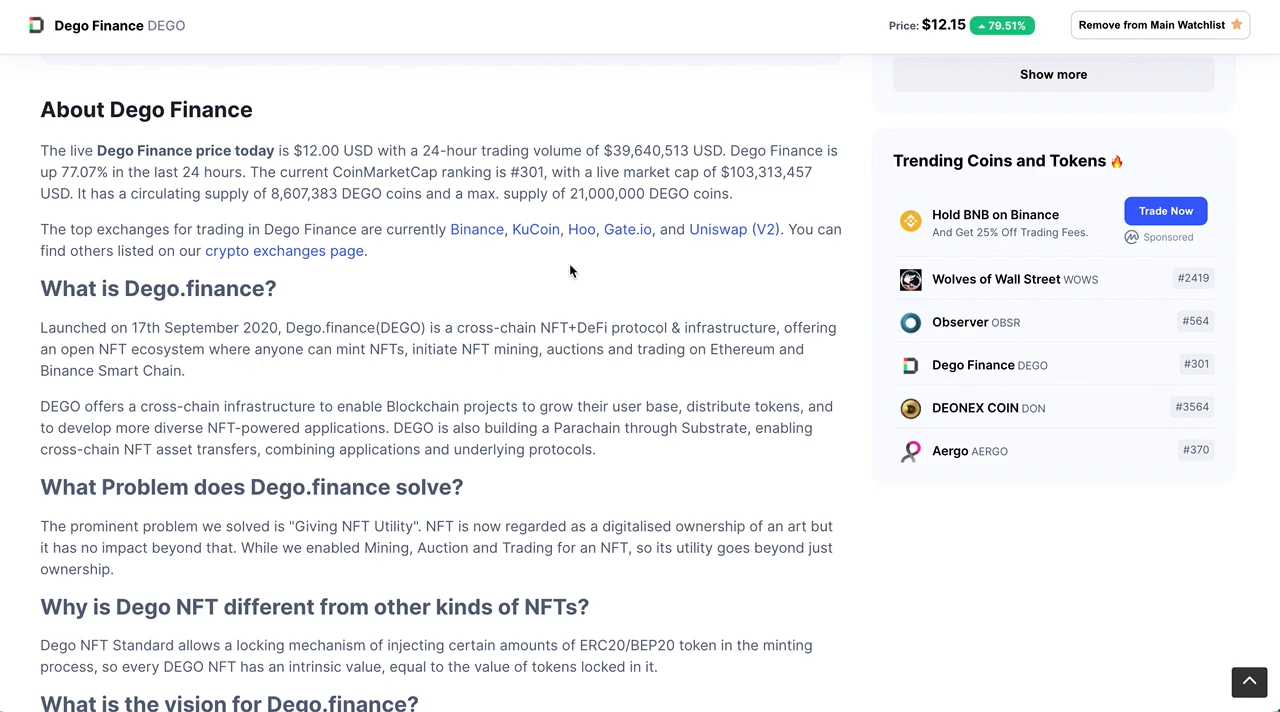 Dego Finance DEGO
Price: $12.15 79.51%
Remove from Main Watchlist
About Dego Finance
The live Dego Finance price today is $12.00 USD with a 24-hour trading volume of $39,640,513 USD. Dego Finance is
up 77.07% in the last 24 hours. The current CoinMarketCap ranking is #301, with a live market cap of $103,313,457
USD. It has a circulating supply of 8,607,383 DEGO coins and a max. supply of 21,000,000 DEGO coins.
The top exchanges for trading in Dego Finance are currently Binance, KuCoin, Hoo, Gate.io, and Uniswap (V2). You can
find others listed on our crypto exchanges page.
What is Dego.finance?
Launched on 17th September 2020, Dego.finance(DEGO) is a cross-chain NFT+DeFi protocol & infrastructure, offering
an open NFT ecosystem where anyone can mint NFTs, initiate NFT mining, auctions and trading on Ethereum and
Binance Smart Chain.
DEGO offers a cross-chain infrastructure to enable Blockchain projects to grow their user base, distribute tokens, and
to develop more diverse NFT-powered applications. DEGO is also building a Parachain through Substrate, enabling
cross-chain NFT asset transfers, combining applications and underlying protocols.
What Problem does Dego.finance solve?
The prominent problem we solved is "Giving NFT Utility". NFT is now regarded as a digitalised ownership of an art but
it has no impact beyond that. While we enabled Mining, Auction and Trading for an NFT, so its utility goes beyond just
ownership.
Why is Dego NFT different from other kinds of NFTs?
Dego NFT Standard allows a locking mechanism of injecting certain amounts of ERC20/BEP20 token in the minting
process, so every DEGO NFT has an intrinsic value, equal to the value of tokens locked in it.
What is the vision for Dego.finance?
Show more
Trending Coins and Tokens
Hold BNB on Binance
And Get 25% Off Trading Fees.
Trade Now
Sponsored
Wolves of Wall Street WOWS #2419
Observer OBSR #564
Dego Finance DEGO #301
DEONEX COIN DON #3564
Aergo AERGO #370